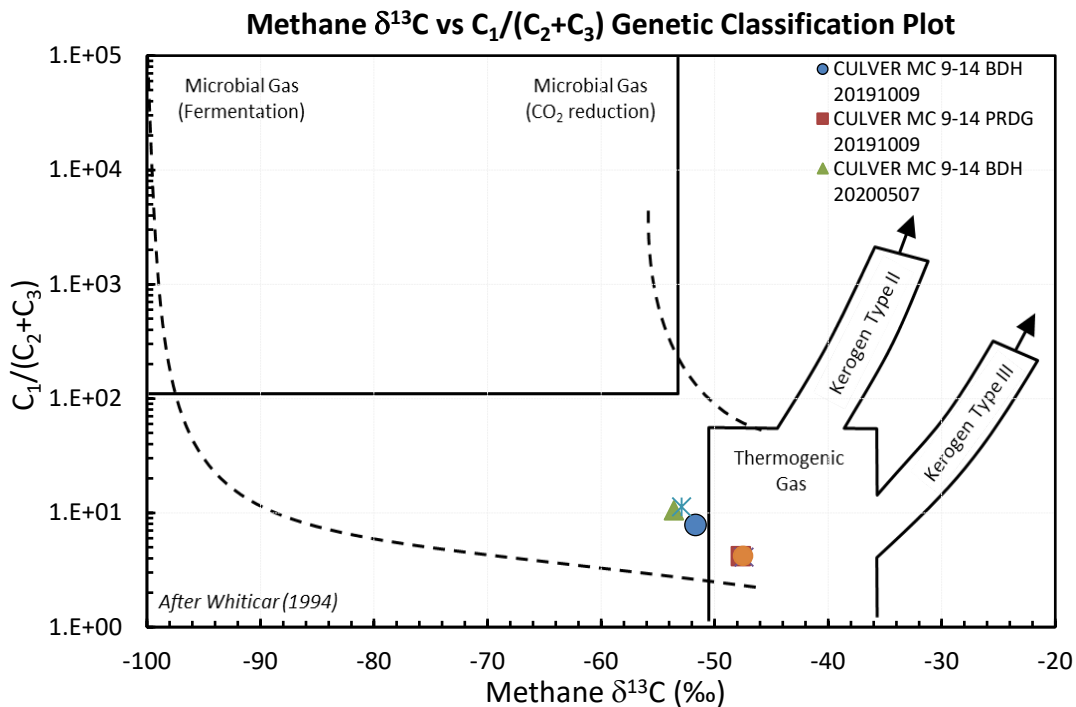 Methane δ¹³C vs C₁/(C₂+C₃) Genetic Classification Plot
1.E+05
1.E+04
1.E+03
1.E+02
1.E+01
1.E+00
C₁/(C₂+C₃)
Microbial Gas
(Fermentation)
Microbial Gas
(CO₂ reduction)
CULVER MC 9-14 BDH
20191009
CULVER MC 9-14 PRDG
20191009
CULVER MC 9-14 BDH
20200507
Kerogen Type II
Kerogen Type III
Thermogenic
Gas
After Whiticar (1994)
-100 -90 -80 -70 -60 -50 -40 -30 -20
Methane δ¹³C (‰)